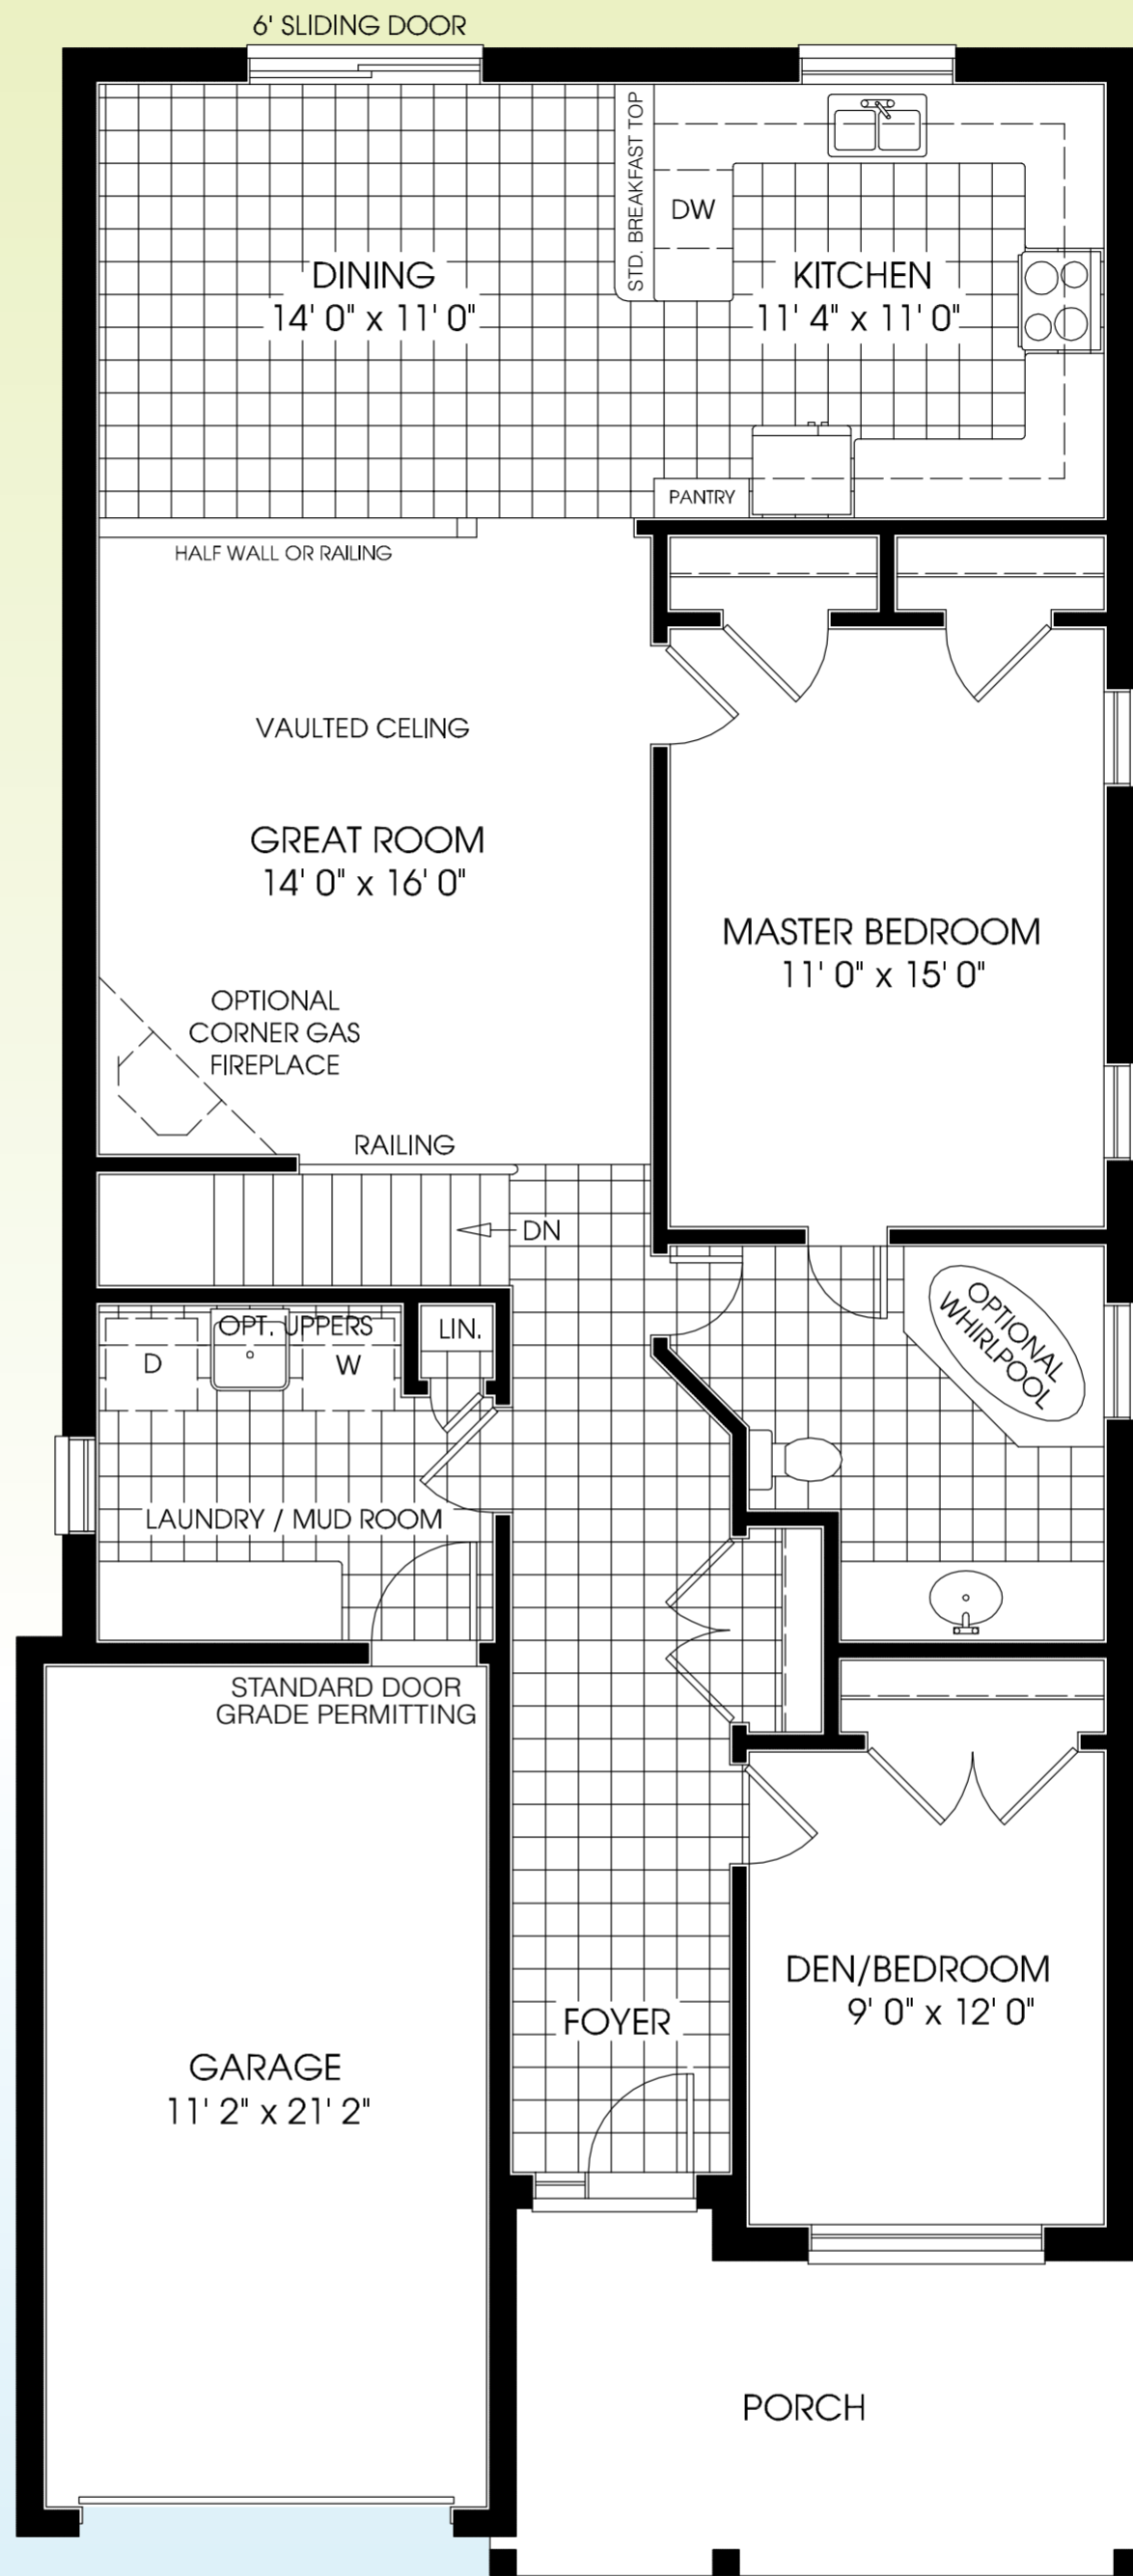 6' SLIDING DOOR
STD. BREAKFAST TOP
DW
DINING
14' 0" x 11' 0"
KITCHEN
11' 4" x 11' 0"
PANTRY
HALF WALL OR RAILING
VAULTED CELING
GREAT ROOM
14' 0" x 16' 0"
MASTER BEDROOM
11' 0" x 15' 0"
OPTIONAL
CORNER GAS
FIREPLACE
RAILING
DN
OPTIONAL
WHIRLPOOL
OPT. UPPERS
LIN.
D
W
LAUNDRY / MUD ROOM
STANDARD DOOR
GRADE PERMITTING
DEN/BEDROOM
9' 0" x 12' 0"
FOYER
GARAGE
11' 2" x 21' 2"
PORCH